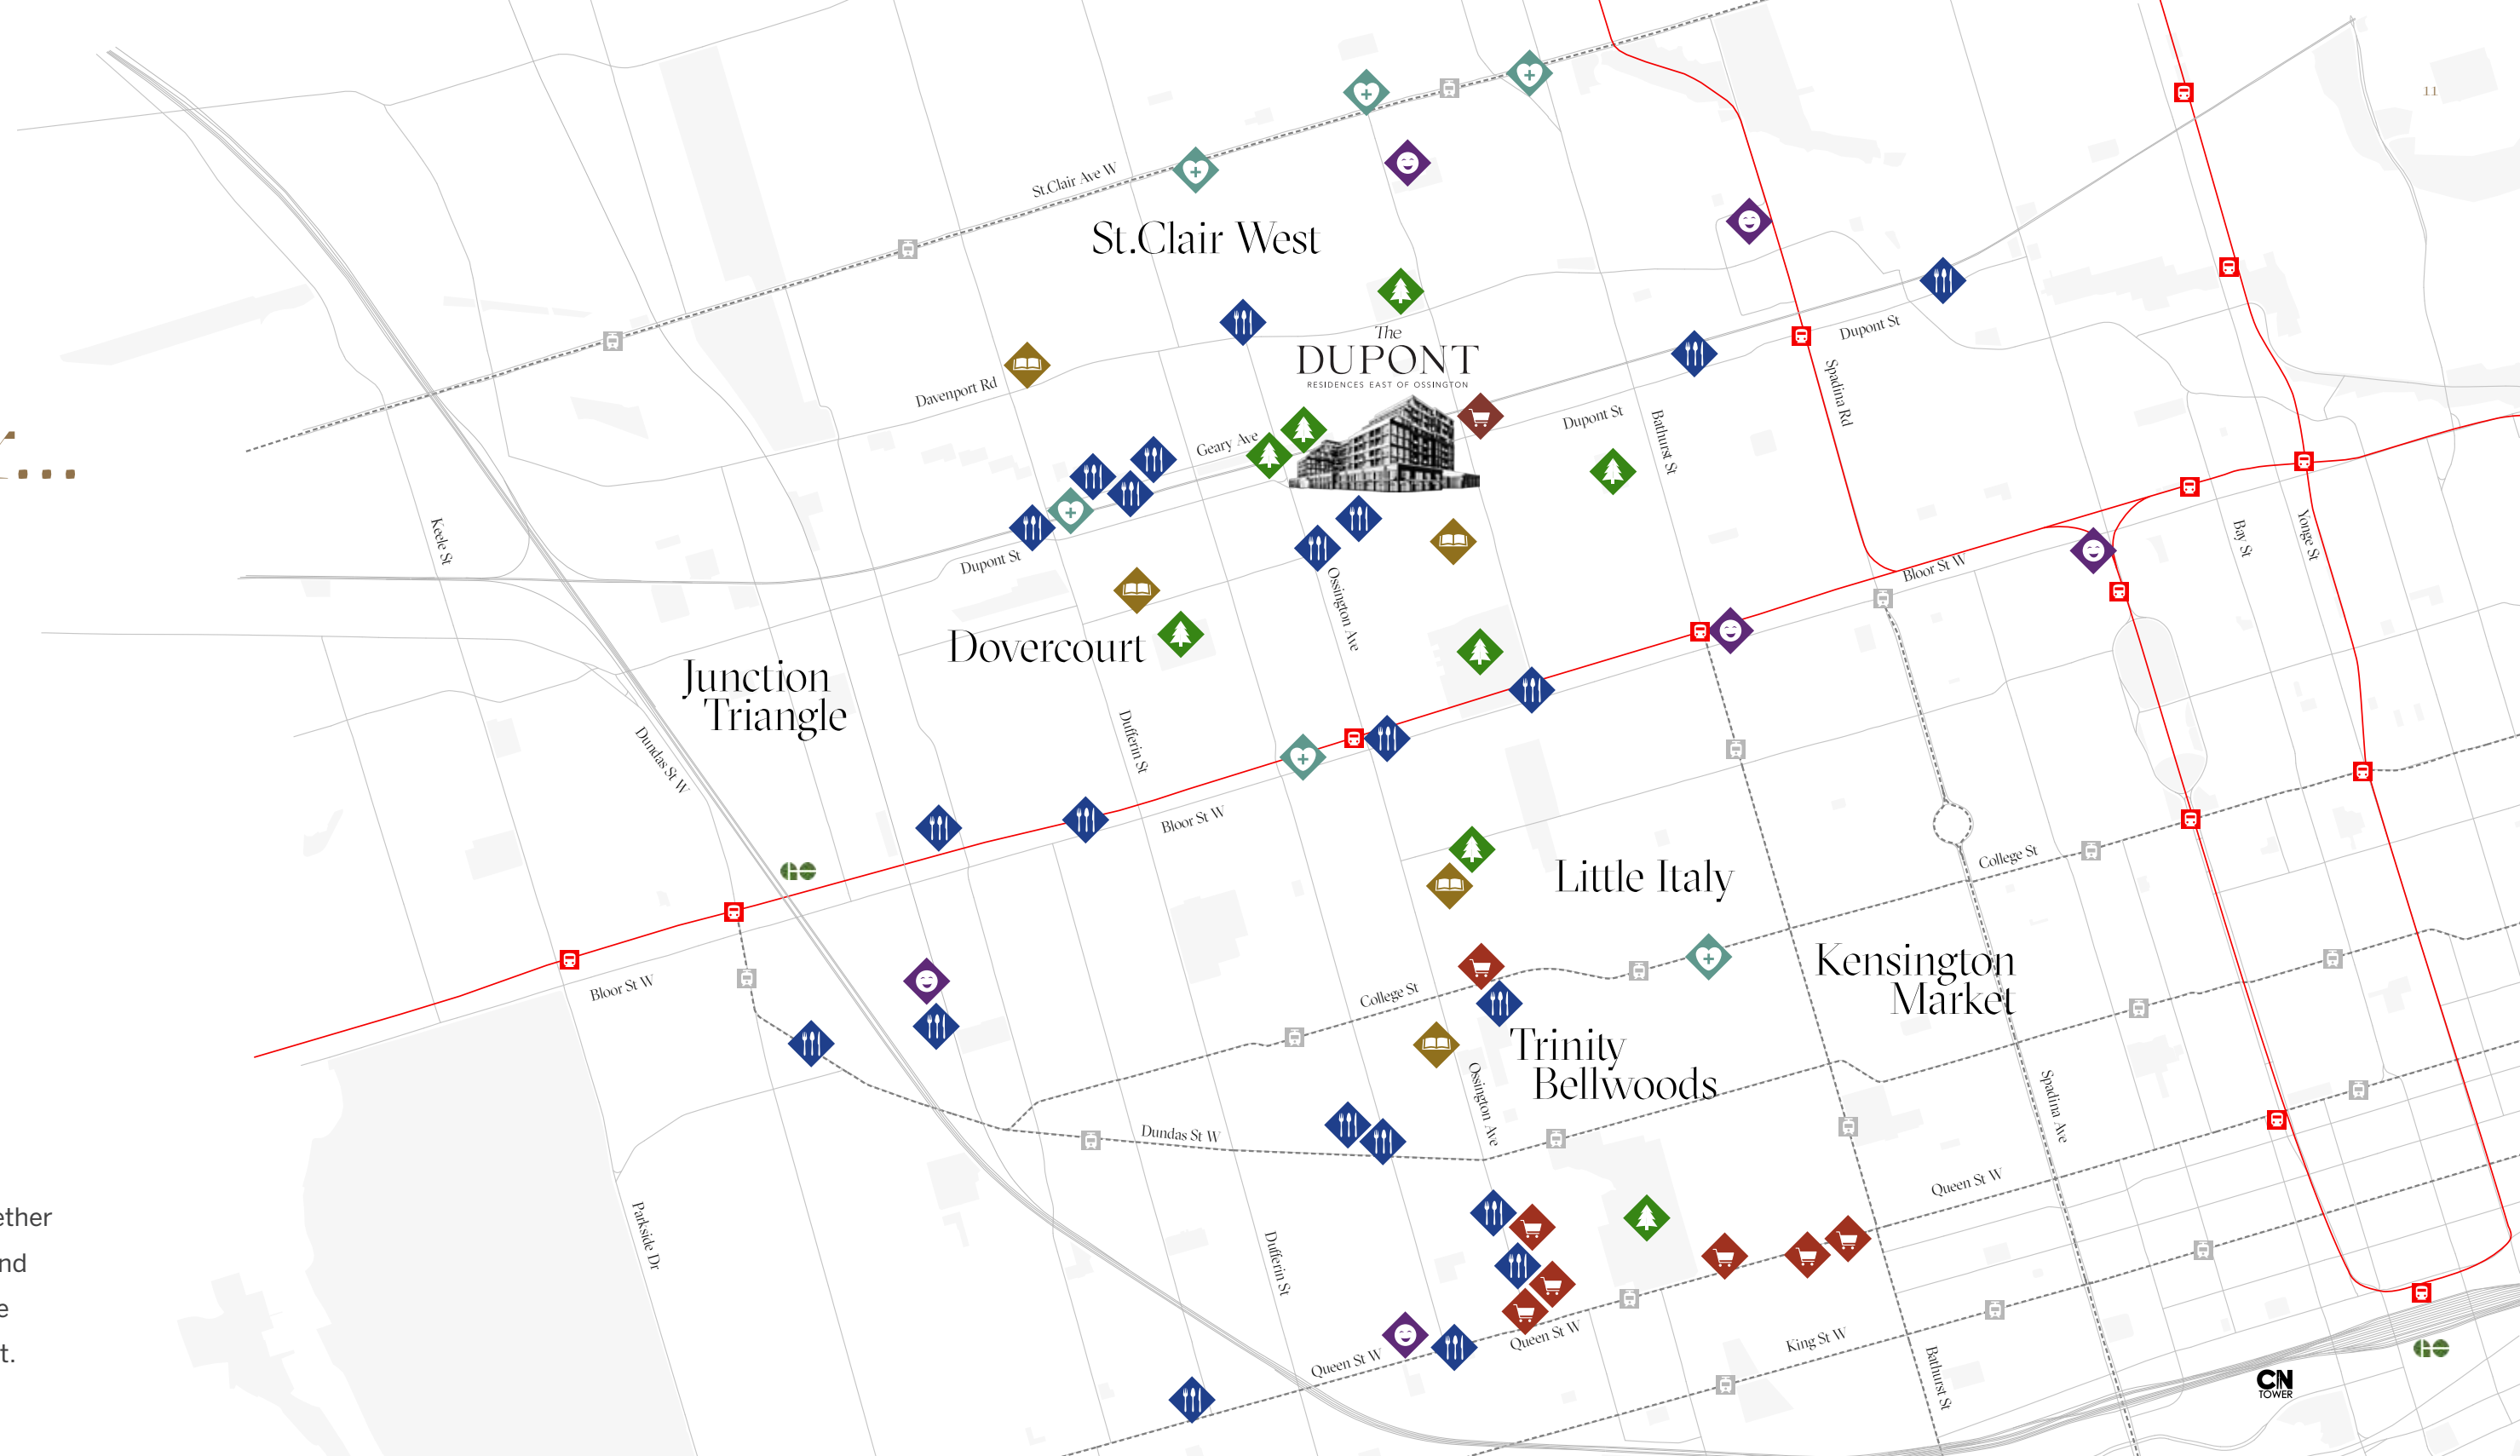 11
St.Clair Ave W
St.Clair West
The
DUPONT
RESIDENCES EAST OF OSSINGTON
Dupont St
Spadina Rd
Davenport Rd
Dupont St
Bathurst St
Geary Ave
Keele St
Bay St
Yonge St
Dupont St
Bloor St W
Ossington Ave
Dovercourt
Junction
Triangle
Dufferin St
Dundas St W
Bloor St W
College St
Little Italy
Kensington
Market
Bloor St W
College St
Trinity
Bellwoods
Ossington Ave
Spadina Ave
Dundas St W
Queen St W
ether
nd
e
t.
Parkside Dr
Dufferin St
Queen St W
King St W
Queen St W
Bathurst St
CN
TOWER
GO
GO